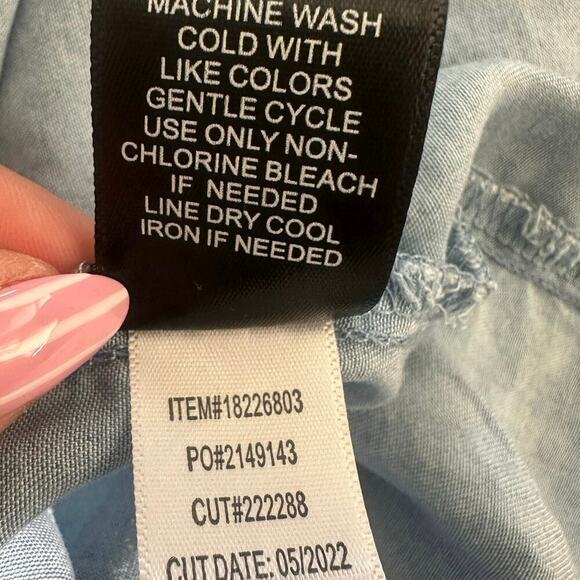 MACHINE WASH
COLD WITH
LIKE COLORS
GENTLE CYCLE
USE ONLY NON-
CHLORINE BLEACH
IF NEEDED
LINE DRY COOL
IRON IF NEEDED
ITEM#18226803
PO#2149143
CUT#222288
CUT DATE: 05/2022